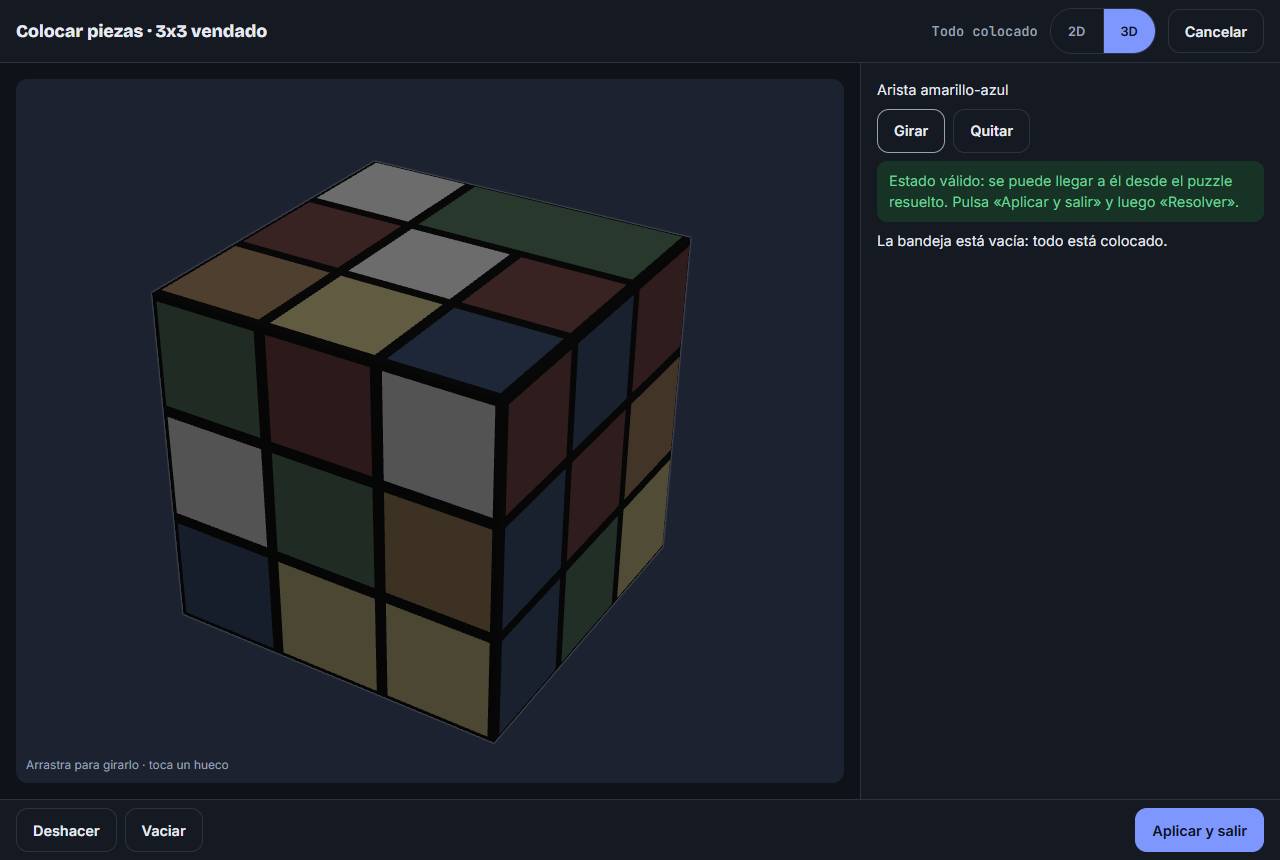 Colocar piezas · 3x3 vendado
Todo colocado
2D
3D
Cancelar
Arista amarillo-azul
Girar
Quitar
Estado válido: se puede llegar a él desde el puzzle
resuelto. Pulsa «Aplicar y salir» y luego «Resolver».
La bandeja está vacía: todo está colocado.
Arrastra para girarlo · toca un hueco
Deshacer
Vaciar
Aplicar y salir